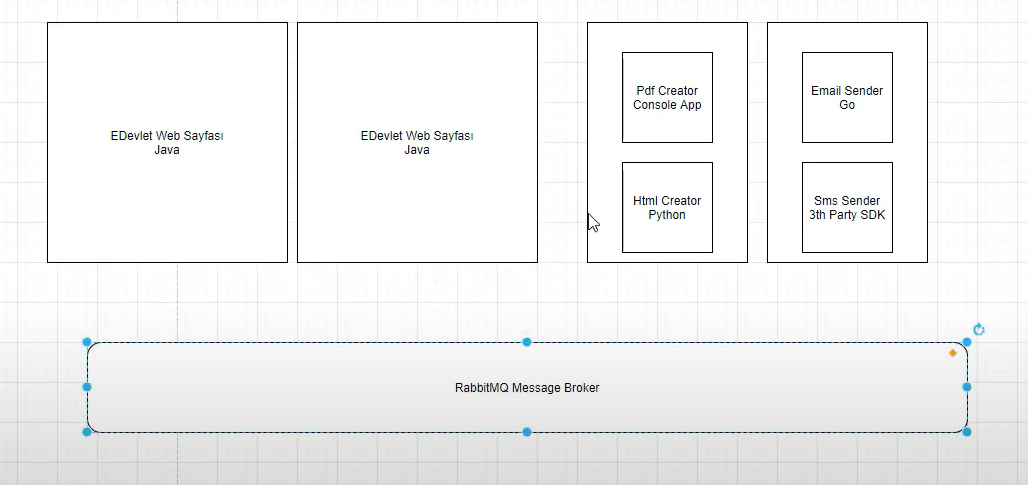 EDevlet Web Sayfası
Java
EDevlet Web Sayfası
Java
Pdf Creator
Console App
Html Creator
Python
Email Sender
Go
Sms Sender
3th Party SDK
RabbitMQ Message Broker